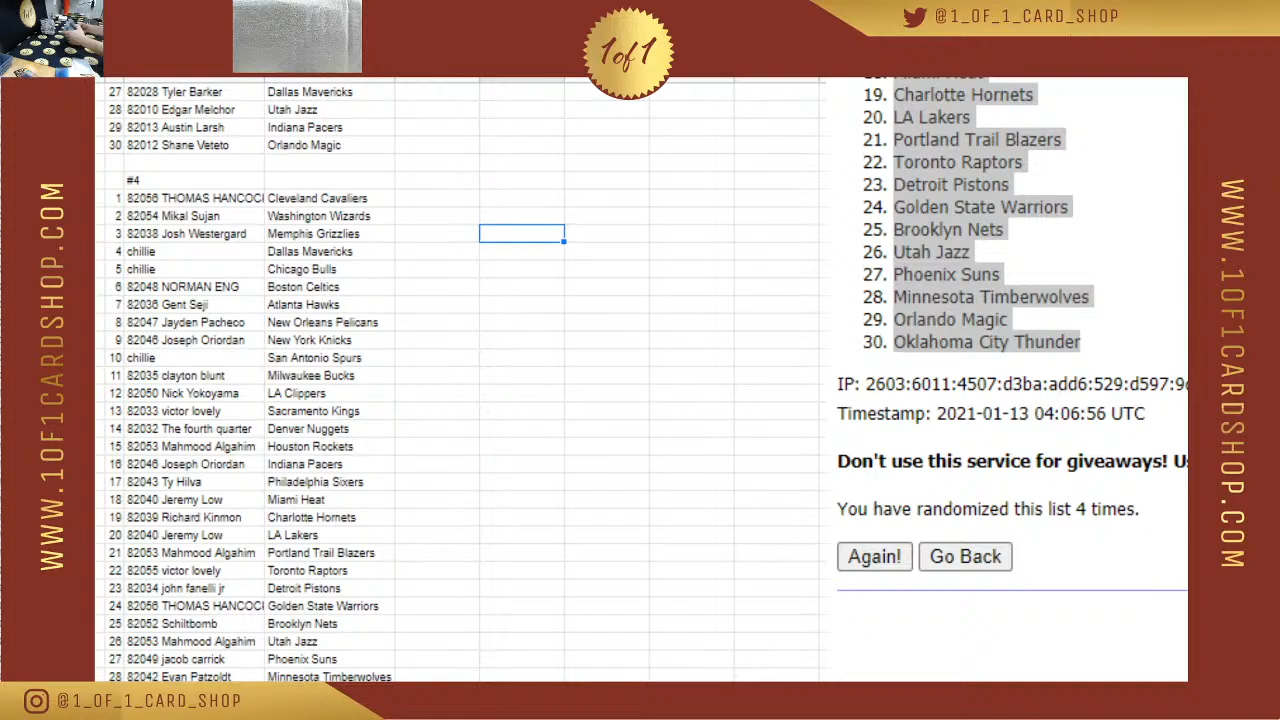 @1_OF_1_CARD_SHOP
1of1
27 82028 Tyler Barker Dallas Mavericks
28 82010 Edgar Melchor Utah Jazz
29 82013 Austin Larsh Indiana Pacers
30 82012 Shane Veteto Orlando Magic
#4
1 82056 THOMAS HANCOCI Cleveland Cavaliers
2 82054 Mikal Sujan Washington Wizards
3 82038 Josh Westergard Memphis Grizzlies
4 chillie Dallas Mavericks
5 chillie Chicago Bulls
6 82048 NORMAN ENG Boston Celtics
7 82036 Gent Seji Atlanta Hawks
8 82047 Jayden Pacheco New Orleans Pelicans
9 82046 Joseph Oriordan New York Knicks
10 chillie San Antonio Spurs
11 82035 clayton blunt Milwaukee Bucks
12 82050 Nick Yokoyama LA Clippers
13 82033 victor lovely Sacramento Kings
14 82032 The fourth quarter Denver Nuggets
15 82053 Mahmood Algahim Houston Rockets
16 82046 Joseph Oriordan Indiana Pacers
17 82043 Ty Hilva Philadelphia Sixers
18 82040 Jeremy Low Miami Heat
19 82039 Richard Kinmon Charlotte Hornets
20 82040 Jeremy Low LA Lakers
21 82053 Mahmood Algahim Portland Trail Blazers
22 82055 victor lovely Toronto Raptors
23 82034 john fanelli jr Detroit Pistons
24 82056 THOMAS HANCOCI Golden State Warriors
25 82052 Schiltbomb Brooklyn Nets
26 82053 Mahmood Algahim Utah Jazz
27 82049 jacob carrick Phoenix Suns
28 82042 Evan Patzoldt Minnesota Timberwolves
19. Charlotte Hornets
20. LA Lakers
21. Portland Trail Blazers
22. Toronto Raptors
23. Detroit Pistons
24. Golden State Warriors
25. Brooklyn Nets
26. Utah Jazz
27. Phoenix Suns
28. Minnesota Timberwolves
29. Orlando Magic
30. Oklahoma City Thunder
IP: 2603:6011:4507:d3ba:add6:529:d597:9
Timestamp: 2021-01-13 04:06:56 UTC
Don't use this service for giveaways!
You have randomized this list 4 times.
Again! Go Back
WWW.1OF1CARDSHOP.COM
WWW.1OF1CARDSHOP.COM
@1_OF_1_CARD_SHOP